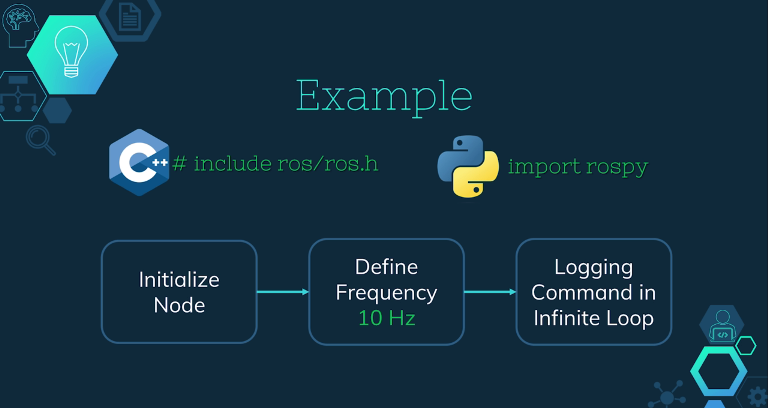 Example
C++
# include ros/ros.h
import rospy
Initialize
Node
Define
Frequency
10 Hz
Logging
Command in
Infinite Loop
</>